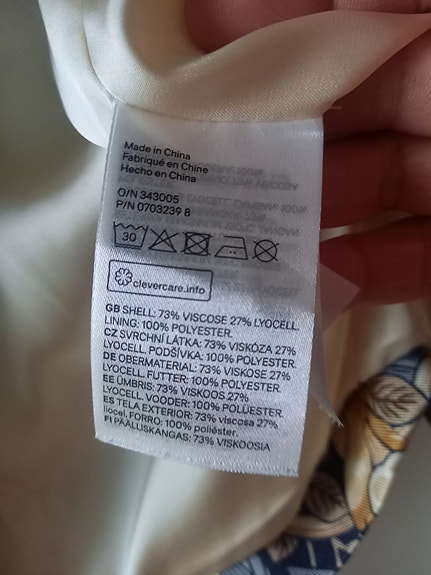 Made in China
Fabriqué en Chine
Hecho en China
O/N 343005
P/N 0703239 8
30
clevercare.info
GB SHELL: 73% VISCOSE 27% LYOCELL.
LINING: 100% POLYESTER.
CZ SVRCHNÍ LÁTKA: 73% VISKÓZA 27%
LYOCELL, PODŠÍVKA: 100% POLYESTER.
DE OBERMATERIAL: 73% VISKOSE 27%
LYOCELL, FUTTER: 100% POLYESTER.
EE ÜMBRIS: 73% VISKOOS 27%
LYOCELL, VOODER: 100% POLÜESTER.
ES TELA EXTERIOR: 73% viscosa 27%
liocel. FORRO: 100% poliéster.
FI PÄÄLLISKANGAS: 73% VISKOOSIA